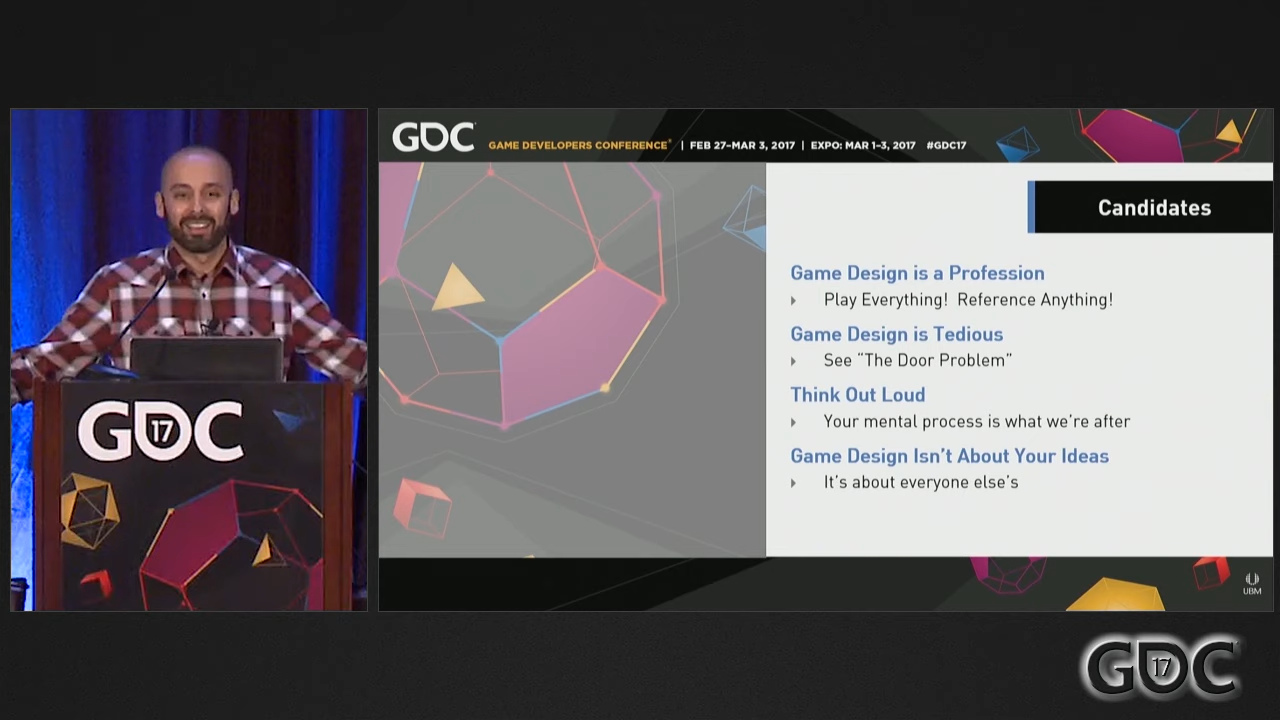 GDC
GAME DEVELOPERS CONFERENCE® | FEB 27–MAR 3, 2017 | EXPO: MAR 1–3, 2017 #GDC17
Candidates
Game Design is a Profession
Play Everything! Reference Anything!
Game Design is Tedious
See “The Door Problem”
Think Out Loud
Your mental process is what we’re after
Game Design Isn’t About Your Ideas
It’s about everyone else’s
GDC
17
UBM
GDC
17